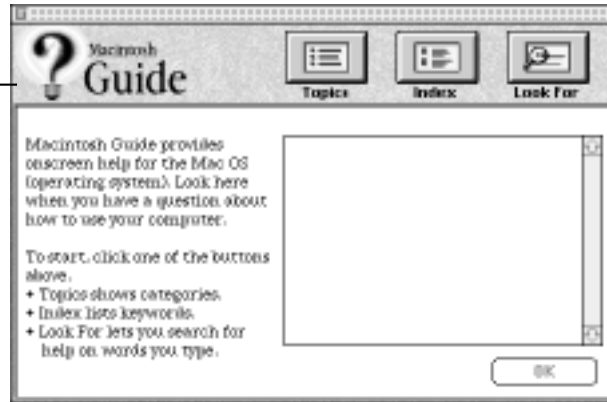 Macintosh
Guide
Topics
Index
Look For
Macintosh Guide provides
onscreen help for the Mac OS
(operating system). Look here
when you have a question about
how to use your computer.
To start, click one of the buttons
above.
• Topics shows categories.
• Index lists keywords.
• Look For lets you search for
help on words you type.
OK